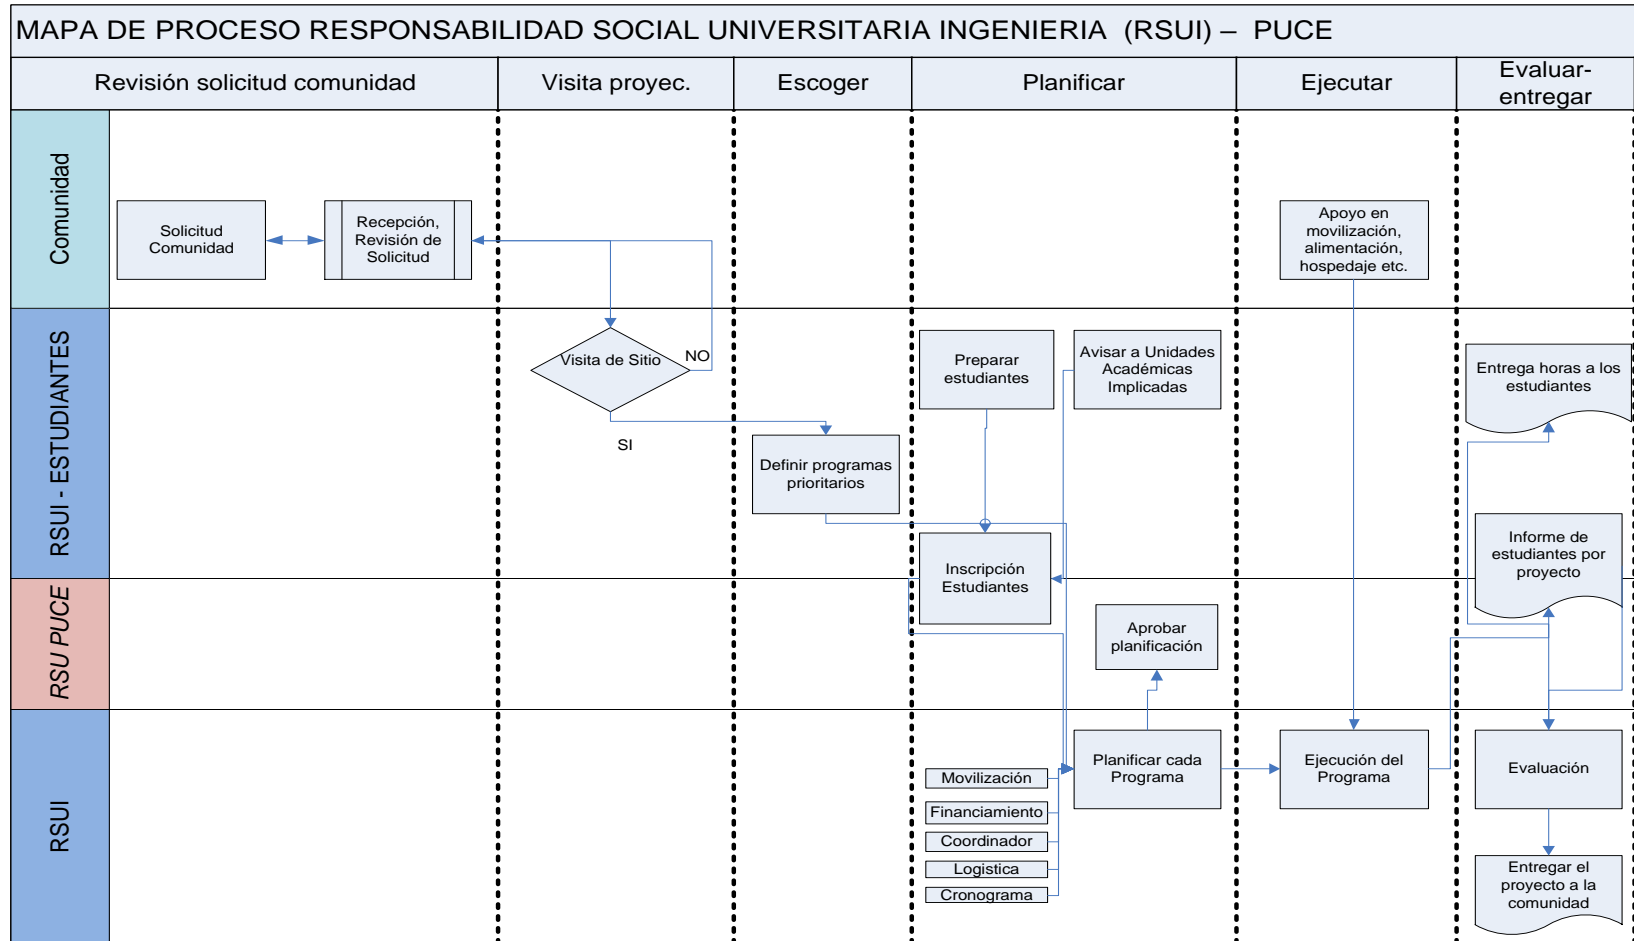 MAPA DE PROCESO RESPONSABILIDAD SOCIAL UNIVERSITARIA INGENIERIA (RSUI) – PUCE
Revisión solicitud comunidad
Visita proyec.
Escoger
Planificar
Ejecutar
Evaluar-
entregar
Comunidad
Solicitud
Comunidad
Recepción,
Revisión de
Solicitud
Apoyo en
movilización,
alimentación,
hospedaje etc.
RSUI - ESTUDIANTES
Visita de Sitio
NO
SI
Definir programas
prioritarios
Preparar
estudiantes
Avisar a Unidades
Académicas
Implicadas
Inscripción
Estudiantes
Entrega horas a los
estudiantes
Informe de
estudiantes por
proyecto
RSU PUCE
Aprobar
planificación
RSUI
Movilización
Financiamiento
Coordinador
Logistica
Cronograma
Planificar cada
Programa
Ejecución del
Programa
Evaluación
Entregar el
proyecto a la
comunidad